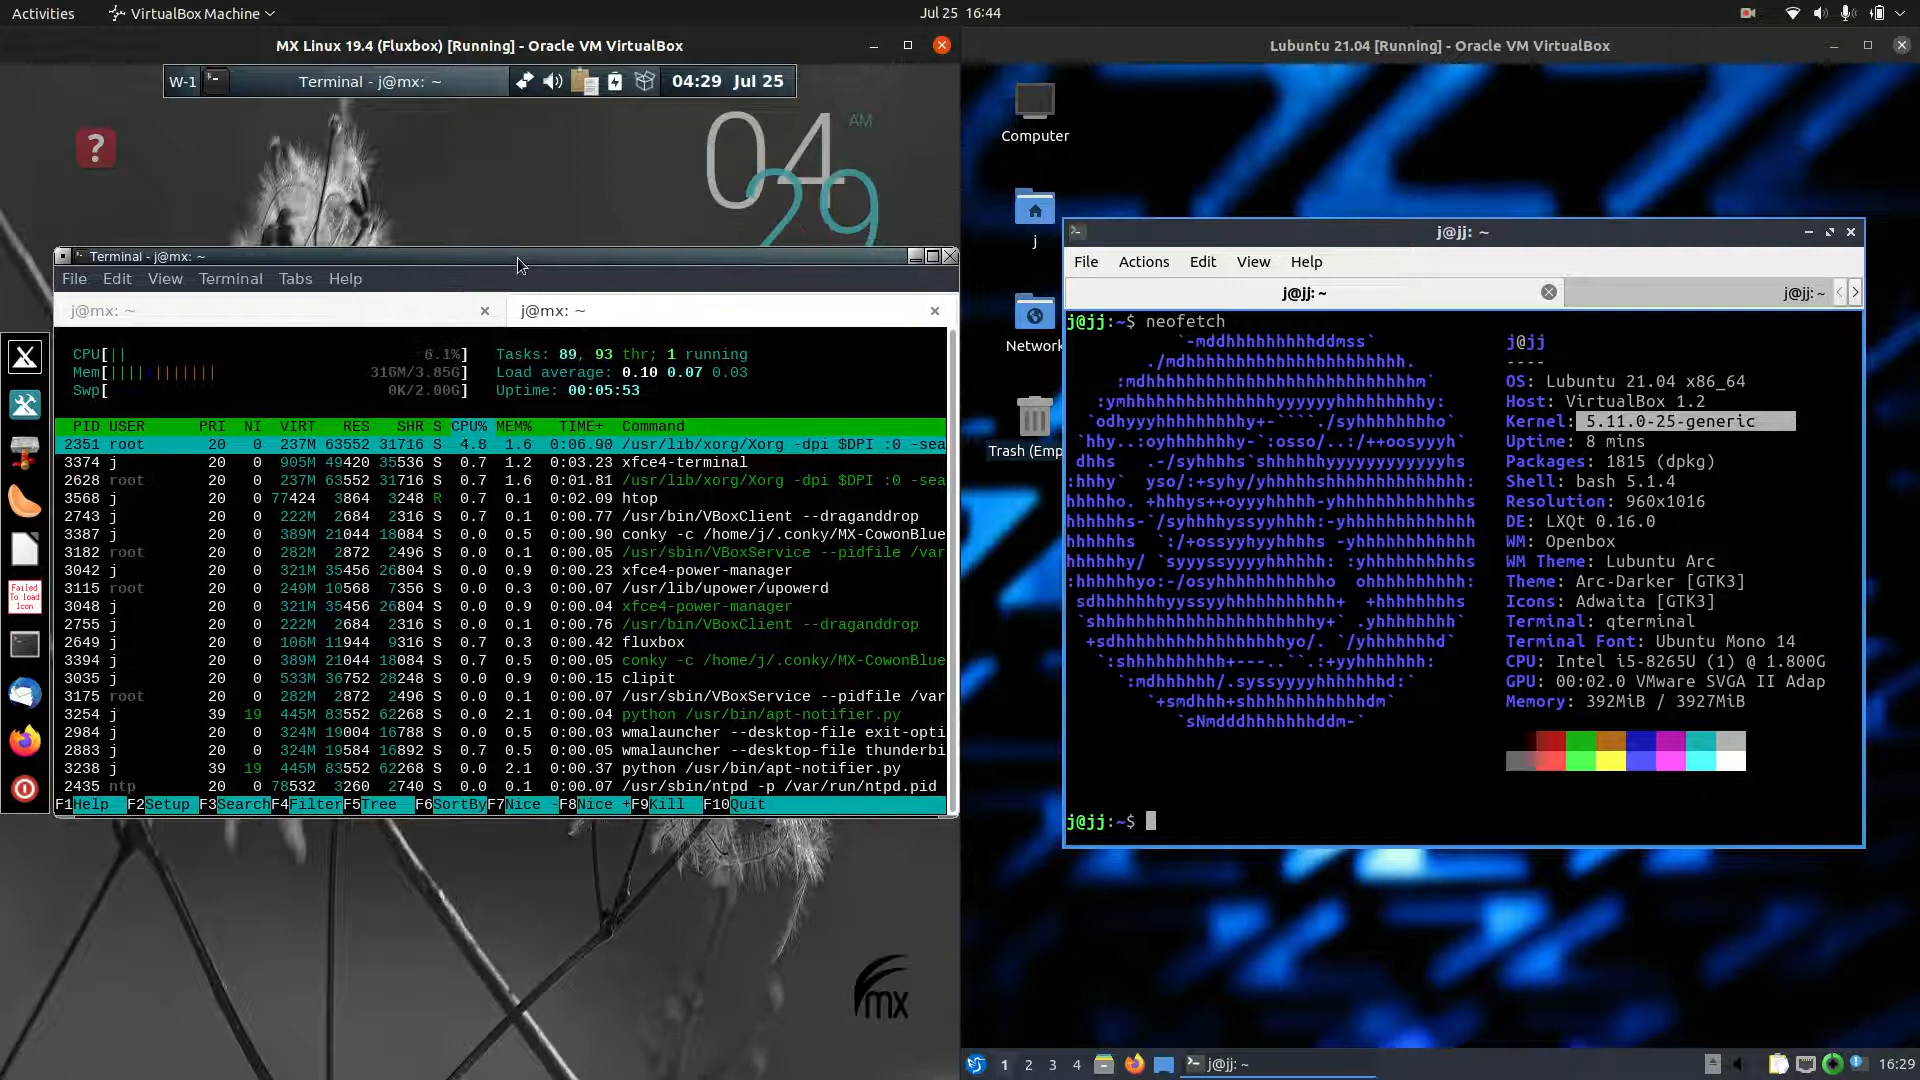 Activities VirtualBox Machine Jul 25 16:44
MX Linux 19.4 (Fluxbox) [Running] - Oracle VM VirtualBox
W-1 Terminal - j@mx: ~ 04:29 Jul 25
?
04 AM
29
Terminal - j@mx: ~
File Edit View Terminal Tabs Help
j@mx: ~ j@mx: ~
CPU[|| 6.1%] Tasks: 89, 93 thr; 1 running
Mem[||||||||||||| 316M/3.85G] Load average: 0.10 0.07 0.03
Swp[ 0K/2.00G] Uptime: 00:05:53
PID USER PRI NI VIRT RES SHR S CPU% MEM% TIME+ Command
2351 root 20 0 237M 63552 31716 S 4.8 1.6 0:06.90 /usr/lib/xorg/Xorg -dpi $DPI :0 -sea
3374 j 20 0 905M 49420 35536 S 0.7 1.2 0:03.23 xfce4-terminal
2628 root 20 0 237M 63552 31716 S 0.7 1.6 0:01.81 /usr/lib/xorg/Xorg -dpi $DPI :0 -sea
3568 j 20 0 77424 3864 3248 R 0.7 0.1 0:02.09 htop
2743 j 20 0 222M 2684 2316 S 0.7 0.1 0:00.77 /usr/bin/VBoxClient --draganddrop
3387 j 20 0 389M 21044 18084 S 0.7 0.5 0:00.90 conky -c /home/j/.conky/MX-CowonBlue
3182 root 20 0 282M 2872 2496 S 0.0 0.1 0:00.05 /usr/sbin/VBoxService --pidfile /var
3042 j 20 0 321M 35456 26804 S 0.0 0.9 0:00.23 xfce4-power-manager
3115 root 20 0 249M 10568 7356 S 0.0 0.3 0:00.07 /usr/lib/upower/upowerd
3048 j 20 0 321M 35456 26804 S 0.0 0.9 0:00.04 xfce4-power-manager
2755 j 20 0 222M 2684 2316 S 0.0 0.1 0:00.76 /usr/bin/VBoxClient --draganddrop
2649 j 20 0 106M 11944 9316 S 0.7 0.3 0:00.42 fluxbox
3394 j 20 0 389M 21044 18084 S 0.7 0.5 0:00.05 conky -c /home/j/.conky/MX-CowonBlue
3035 j 20 0 533M 36752 28248 S 0.0 0.9 0:00.15 clipit
3175 root 20 0 282M 2872 2496 S 0.0 0.1 0:00.07 /usr/sbin/VBoxService --pidfile /var
3254 j 39 19 445M 83552 62268 S 0.0 2.1 0:00.04 python /usr/bin/apt-notifier.py
2984 j 20 0 324M 19004 16788 S 0.0 0.5 0:00.03 wmalauncher --desktop-file exit-opti
2883 j 20 0 324M 19584 16892 S 0.7 0.5 0:00.05 wmalauncher --desktop-file thunderbi
3238 j 39 19 445M 83552 62268 S 0.0 2.1 0:00.37 python /usr/bin/apt-notifier.py
2435 ntp 20 0 78532 3260 2740 S 0.0 0.1 0:00.07 /usr/sbin/ntpd -p /var/run/ntpd.pid
F1Help F2Setup F3SearchF4FilterF5Tree F6SortByF7Nice -F8Nice +F9Kill F10Quit
Failed
To load
Icon
mx
Lubuntu 21.04 [Running] - Oracle VM VirtualBox
Computer
j
Network
Trash (Emp
j@jj: ~
File Actions Edit View Help
j@jj: ~ j@jj: ~
j@jj:~$ neofetch
j@jj
----
OS: Lubuntu 21.04 x86_64
Host: VirtualBox 1.2
Kernel: 5.11.0-25-generic
Uptime: 8 mins
Packages: 1815 (dpkg)
Shell: bash 5.1.4
Resolution: 960x1016
DE: LXQt 0.16.0
WM: Openbox
WM Theme: Lubuntu Arc
Theme: Arc-Darker [GTK3]
Icons: Adwaita [GTK3]
Terminal: qterminal
Terminal Font: Ubuntu Mono 14
CPU: Intel i5-8265U (1) @ 1.800G
GPU: 00:02.0 VMware SVGA II Adap
Memory: 392MiB / 3927MiB
j@jj:~$
1 2 3 4 j@jj: ~ 16:29